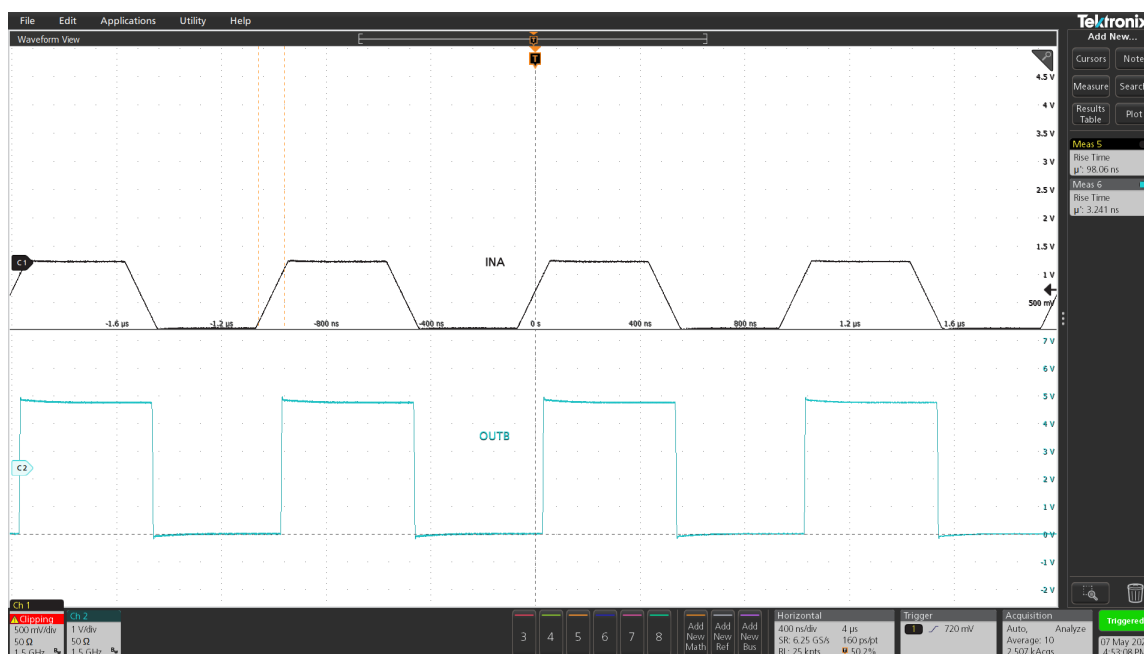 File Edit Applications Utility Help
Tektronix
Waveform View
Add New...
T
T
Cursors Note
Measure Search
Results Table Plot
Meas 5
Rise Time
µ': 98.06 ns
Meas 6
Rise Time
µ': 3.241 ns
4.5 V
4 V
3.5 V
3 V
2.5 V
2 V
1.5 V
1 V
500 mV
C1
INA
-1.6 µs -1.2 µs -800 ns -400 ns 0 s 400 ns 800 ns 1.2 µs 1.6 µs
7 V
6 V
5 V
4 V
3 V
2 V
1 V
0 V
-1 V
-2 V
OUTB
C2
Ch 1
Clipping
500 mV/div
50 Ω
1.5 GHz
Ch 2
1 V/div
50 Ω
1.5 GHz
3 4 5 6 7 8
Add New Math
Add New Ref
Add New Bus
Horizontal
400 ns/div 4 µs
SR: 6.25 GS/s 160 ps/pt
RL: 25 kpts 50.2%
Trigger
1 720 mV
Acquisition
Auto, Analyze
Average: 10
2.507 kAcqs
Triggered
07 May 202
4:53:08 PM